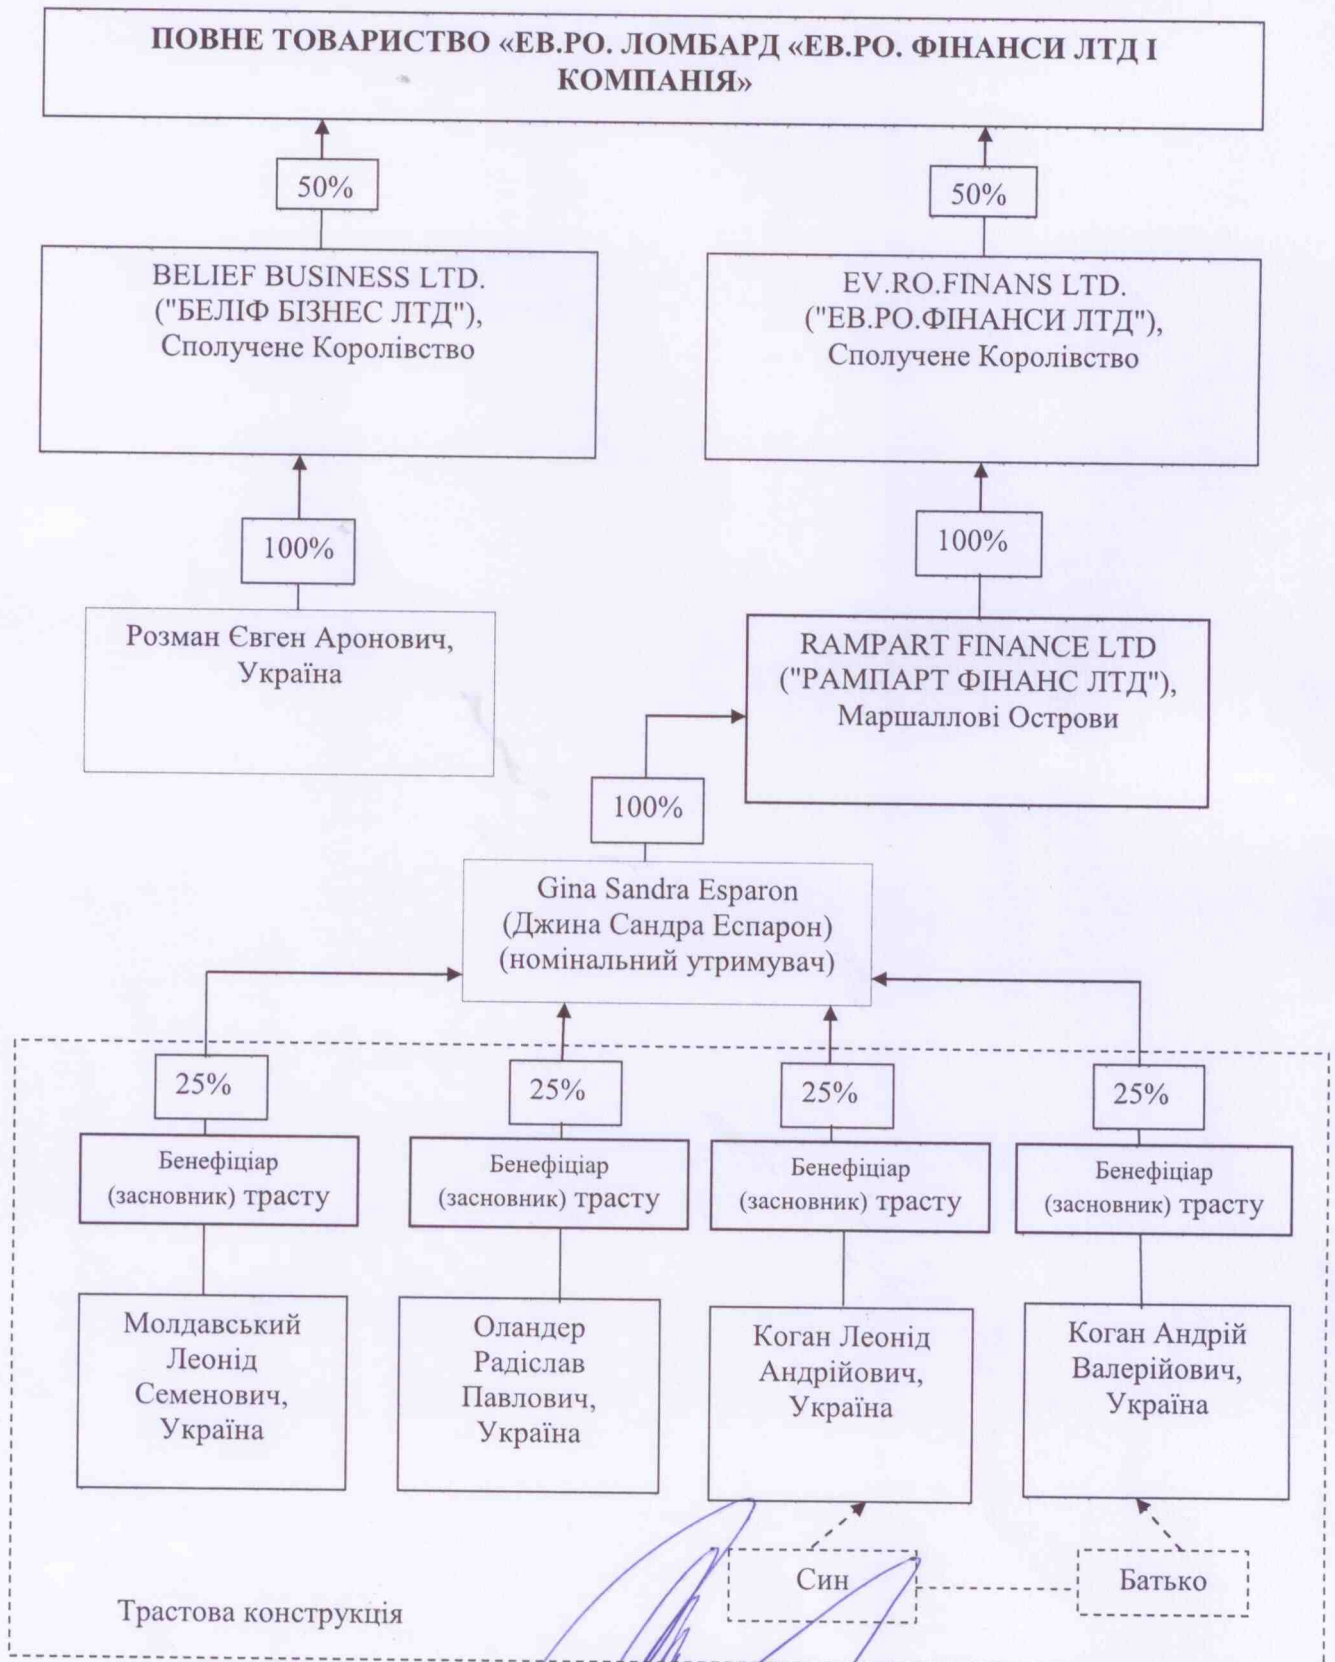 ПОВНЕ ТОВАРИСТВО «ЕВ.РО. ЛОМБАРД «ЕВ.РО. ФІНАНСИ ЛТД І
КОМПАНІЯ»
50%
50%
BELIEF BUSINESS LTD.
("БЕЛІФ БІЗНЕС ЛТД"),
Сполучене Королівство
EV.RO.FINANS LTD.
("ЕВ.РО.ФІНАНСИ ЛТД"),
Сполучене Королівство
100%
100%
Розман Євген Аронович,
Україна
RAMPART FINANCE LTD
("РАМПАРТ ФІНАНС ЛТД"),
Маршаллові Острови
100%
Gina Sandra Esparon
(Джина Сандра Еспарон)
(номінальний утримувач)
25%
25%
25%
25%
Бенефіціар
(засновник) трасту
Бенефіціар
(засновник) трасту
Бенефіціар
(засновник) трасту
Бенефіціар
(засновник) трасту
Молдавський
Леонід
Семенович,
Україна
Оландер
Радіслав
Павлович,
Україна
Коган Леонід
Андрійович,
Україна
Коган Андрій
Валерійович,
Україна
Син
Батько
Трастова конструкція